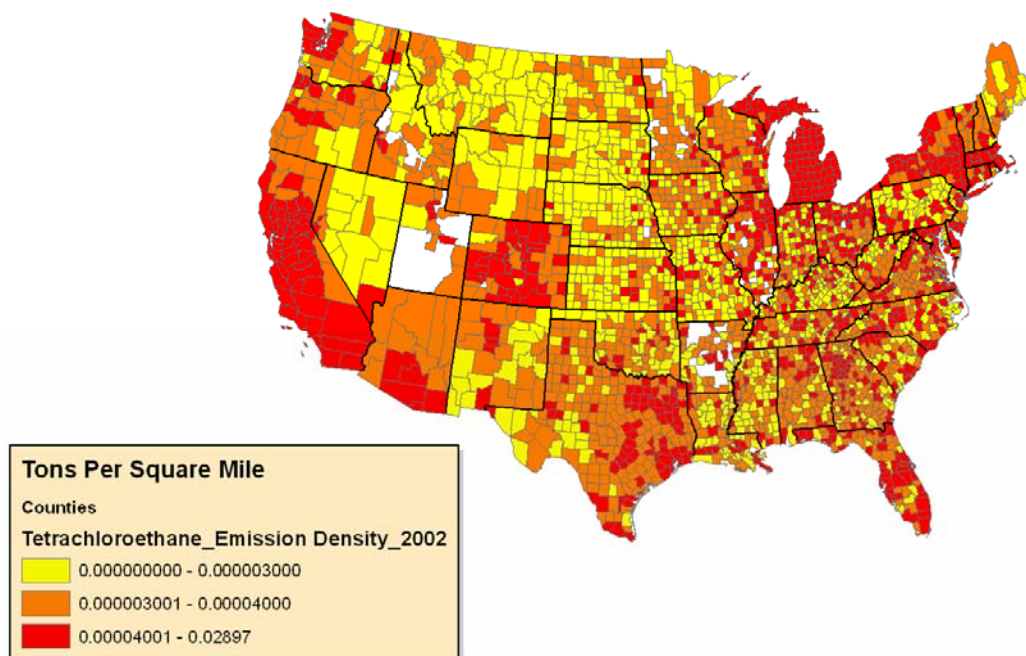 Tons Per Square Mile
Counties
Tetrachloroethane_Emission Density_2002
0.000000000 - 0.000003000
0.000003001 - 0.00004000
0.00004001 - 0.02897